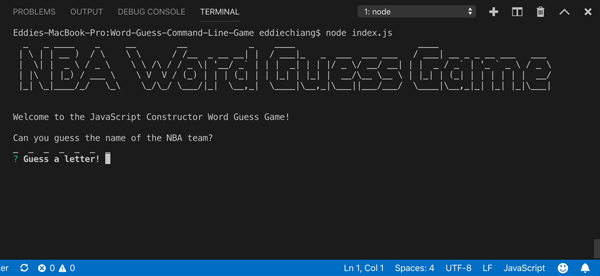 PROBLEMS OUTPUT DEBUG CONSOLE TERMINAL 1: node
Eddies-MacBook-Pro:Word-Guess-Command-Line-Game eddiechiang$ node index.js
NBA Word Guess Game
Welcome to the JavaScript Constructor Word Guess Game!
Can you guess the name of the NBA team?
_ _ _ _ _ _ _
? Guess a letter!
er 0 0 Ln 1, Col 1 Spaces: 4 UTF-8 LF JavaScript